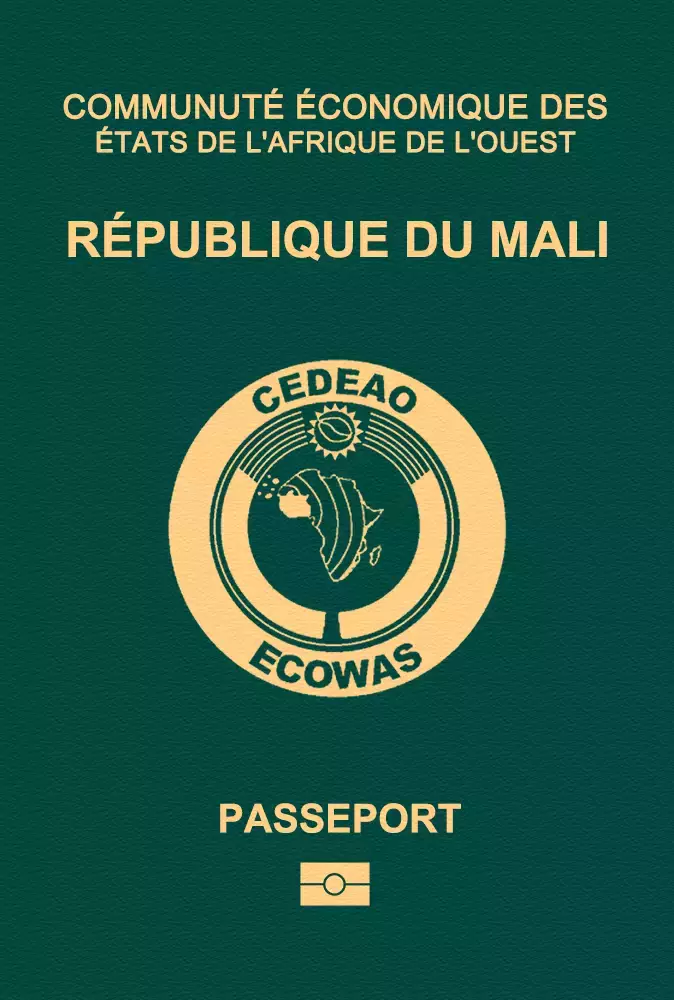 COMMUNUTÉ ÉCONOMIQUE DES
ÉTATS DE L'AFRIQUE DE L'OUEST
RÉPUBLIQUE DU MALI
CEDEAO
ECOWAS
PASSEPORT